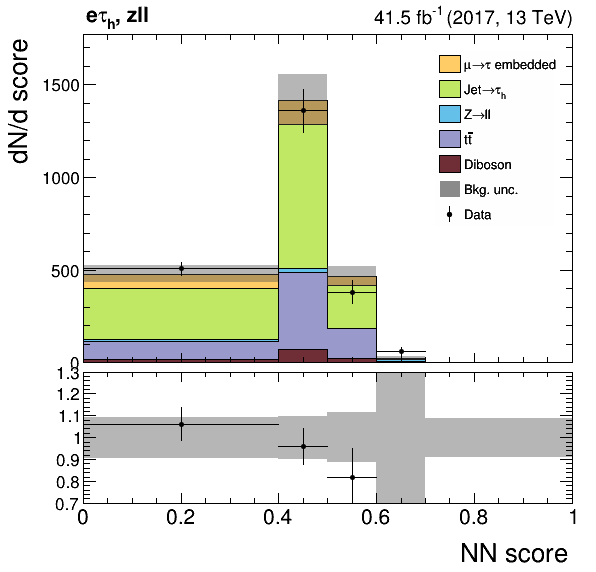 eτh, zll
41.5 fb-1 (2017, 13 TeV)
dN/d score
1500
1000
500
0
μ→τ embedded
Jet→τh
Z→ll
tt̄
Diboson
Bkg. unc.
Data
1.3
1.2
1.1
1
0.9
0.8
0.7
0 0.2 0.4 0.6 0.8 1
NN score